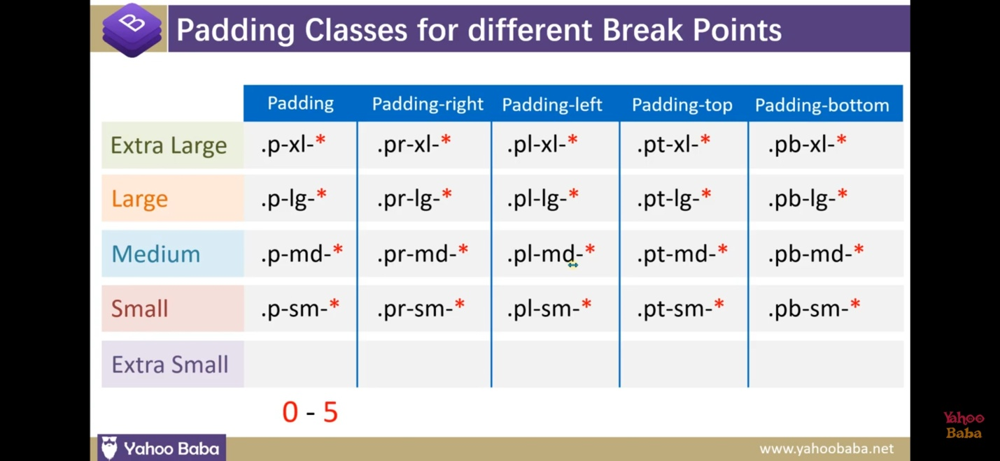 B
Padding Classes for different Break Points
Padding Padding-right Padding-left Padding-top Padding-bottom
Extra Large .p-xl-* .pr-xl-* .pl-xl-* .pt-xl-* .pb-xl-*
Large .p-lg-* .pr-lg-* .pl-lg-* .pt-lg-* .pb-lg-*
Medium .p-md-* .pr-md-* .pl-md-* .pt-md-* .pb-md-*
Small .p-sm-* .pr-sm-* .pl-sm-* .pt-sm-* .pb-sm-*
Extra Small
0 - 5
Yahoo
Baba
Yahoo Baba
www.yahoobaba.net